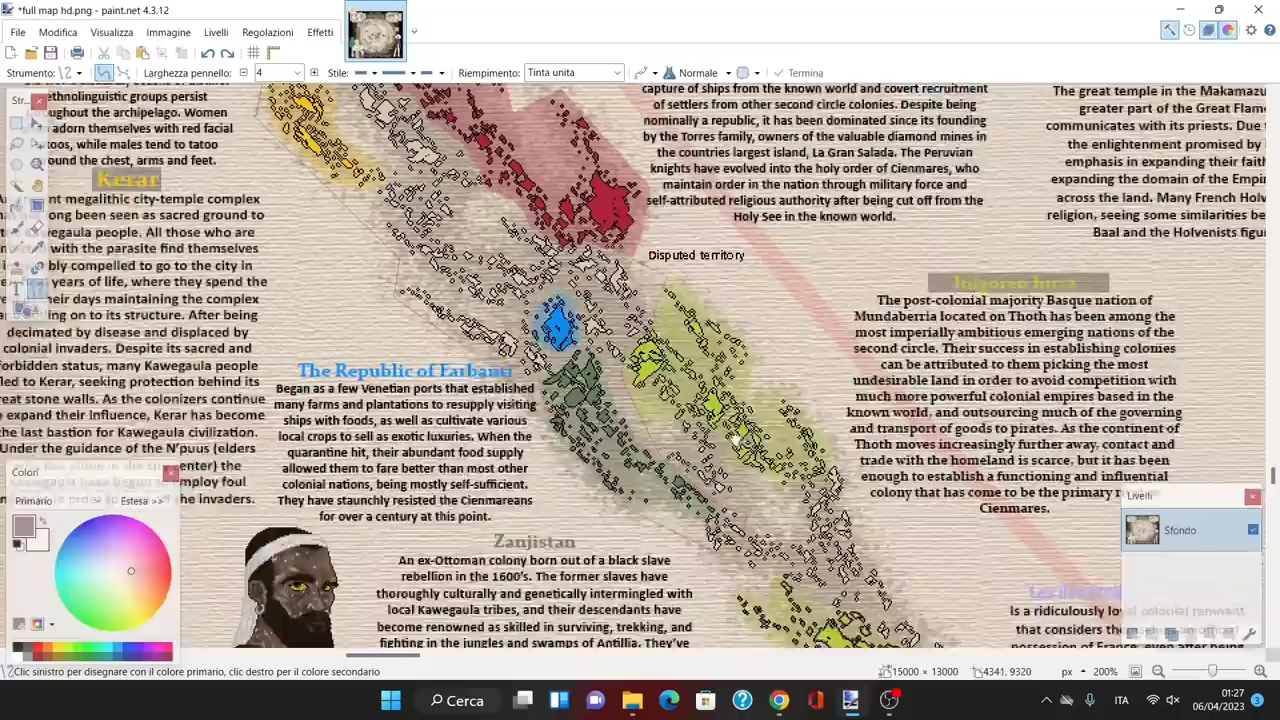 *full map hd.png - paint.net 4.3.12
File Modifica Visualizza Immagine Livelli Regolazioni Effetti
Strumento: Larghezza pennello: 4 Stile: Riempimento: Tinta unita Normale Termina
ethnolinguistic groups persist
oughout the archipelago. Women
adorn themselves with red facial
toos, while males tend to tatoo
ound the chest, arms and feet.
Kerar
nt megalithic city-temple complex
ong been seen as sacred ground to
wegaula people. All those who are
with the parasite find themselves
bly compelled to go to the city in
years of life, where they spend the
heir days maintaining the complex
ing on to its structure. After being
decimated by disease and displaced by
colonial invaders. Despite its sacred and
forbidden status, many Kawegaula people
led to Kerar, seeking protection behind its
reat stone walls. As the colonizers continue
expand their influence, Kerar has become
the last bastion for Kawegaula civilization.
Under the guidance of the N'puus (elders
enter) the
mploy foul
the invaders.
capture of ships from the known world and covert recruitment
of settlers from other second circle colonies. Despite being
nominally a republic, it has been dominated since its founding
by the Torres family, owners of the valuable diamond mines in
the countries largest island, La Gran Salada. The Peruvian
knights have evolved into the holy order of Cienmares, who
maintain order in the nation through military force and
self-attributed religious authority after being cut off from the
Holy See in the known world.
Disputed territory
The great temple in the Makamazu
greater part of the Great Flame
communicates with its priests. Due
the enlightenment promised by
emphasis in expanding their faith
expanding the domain of the Empir
across the land. Many French Holv
religion, seeing some similarities be
Baal and the Holvenists figu
The post-colonial majority Basque nation of
Mundaberria located on Thoth has been among the
most imperially ambitious emerging nations of the
second circle. Their success in establishing colonies
can be attributed to them picking the most
undesirable land in order to avoid competition with
much more powerful colonial empires based in the
known world, and outsourcing much of the governing
and transport of goods to pirates. As the continent of
Thoth moves increasingly further away, contact and
trade with the homeland is scarce, but it has been
enough to establish a functioning and influential
colony that has come to be the primary r
Cienmares.
The Republic of Farbanti
Began as a few Venetian ports that established
many farms and plantations to resupply visiting
ships with foods, as well as cultivate various
local crops to sell as exotic luxuries. When the
quarantine hit, their abundant food supply
allowed them to fare better than most other
colonial nations, being mostly self-sufficient.
They have staunchly resisted the Cienmareans
for over a century at this point.
Zanjistan
An ex-Ottoman colony born out of a black slave
rebellion in the 1600's. The former slaves have
thoroughly culturally and genetically intermingled with
local Kawegaula tribes, and their descendants have
become renowned as skilled in surviving, trekking, and
fighting in the jungles and swamps of Antillia. They've
Is a ridiculously lo al colonial remnant
that considers the
possession of France, even after being
Str...
Colori
Primario Estesa >>
Livelli
Sfondo
Clic sinistro per disegnare con il colore primario, clic destro per il colore secondario
15000 × 13000 4341, 9320 px 200%
Cerca
ITA
01:27
06/04/2023
3